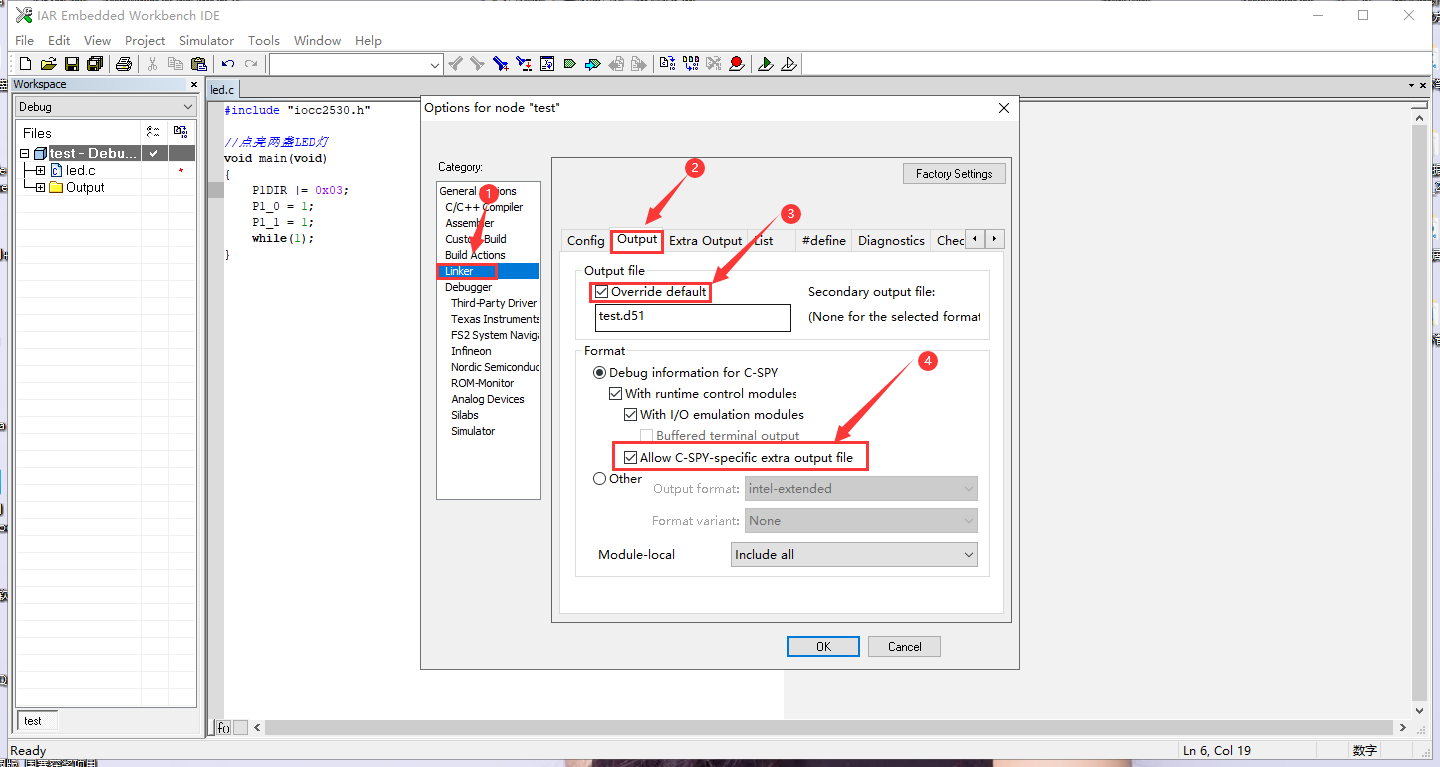 IAR Embedded Workbench IDE
File Edit View Project Simulator Tools Window Help
Workspace
Debug
Files
test - Debu...
led.c
Output
test
led.c
#include "iocc2530.h"
//点亮两盏LED灯
void main(void)
{
P1DIR |= 0x03;
P1_0 = 1;
P1_1 = 1;
while(1);
}
Options for node "test"
Category:
C/C++ Compiler
Build Actions
Linker
Debugger
Third-Party Driver
Texas Instruments
FS2 System Naviga
Infineon
Nordic Semiconduc
ROM-Monitor
Analog Devices
Silabs
Simulator
1
2
3
4
Factory Settings
Config Output Extra Output List #define Diagnostics Chec
Output file
Override default
test.d51
Secondary output file:
(None for the selected format
Format
Debug information for C-SPY
With runtime control modules
With I/O emulation modules
Buffered terminal output
Allow C-SPY-specific extra output file
Other
Output format: intel-extended
Format variant: None
Module-local Include all
OK Cancel
f()
Ready
Ln 6, Col 19
数字